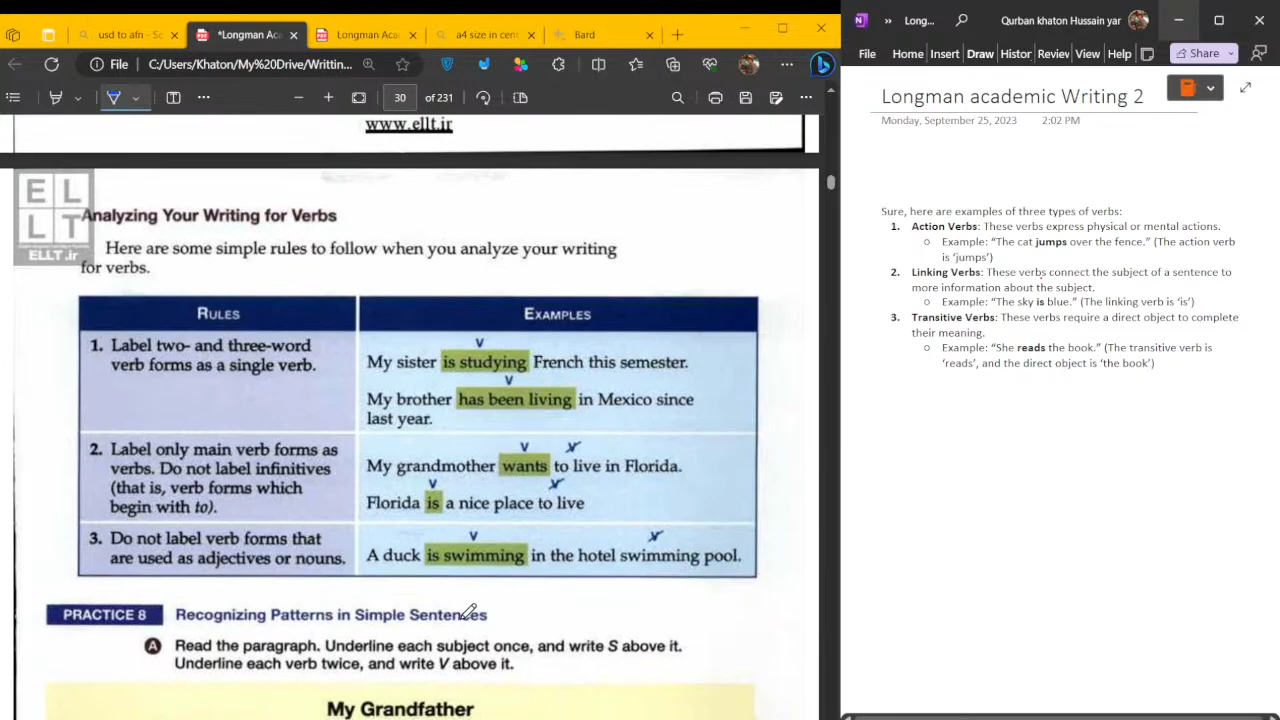 usd to afn - Sc
*Longman Aca
Longman Aca
a4 size in cent
Bard
File
C:/Users/Khaton/My%20Drive/Writtin...
30
of 231
www.ellt.ir
E L
L T
ELLT.ir
Analyzing Your Writing for Verbs
Here are some simple rules to follow when you analyze your writing
for verbs.
RULES
EXAMPLES
1. Label two- and three-word
verb forms as a single verb.
V
My sister is studying French this semester.
V
My brother has been living in Mexico since
last year.
2. Label only main verb forms as
verbs. Do not label infinitives
(that is, verb forms which
begin with to).
V V
My grandmother wants to live in Florida.
V V
Florida is a nice place to live
3. Do not label verb forms that
are used as adjectives or nouns.
V V
A duck is swimming in the hotel swimming pool.
PRACTICE 8 Recognizing Patterns in Simple Sentences
A Read the paragraph. Underline each subject once, and write S above it.
Underline each verb twice, and write V above it.
My Grandfather
Long...
Qurban khaton Hussain yar
File Home Insert Draw Histor Review View Help Share
Longman academic Writing 2
Monday, September 25, 2023 2:02 PM
Sure, here are examples of three types of verbs:
1. Action Verbs: These verbs express physical or mental actions.
○ Example: “The cat jumps over the fence.” (The action verb
is ‘jumps’)
2. Linking Verbs: These verbs connect the subject of a sentence to
more information about the subject.
○ Example: “The sky is blue.” (The linking verb is ‘is’)
3. Transitive Verbs: These verbs require a direct object to complete
their meaning.
○ Example: “She reads the book.” (The transitive verb is
‘reads’, and the direct object is ‘the book’)